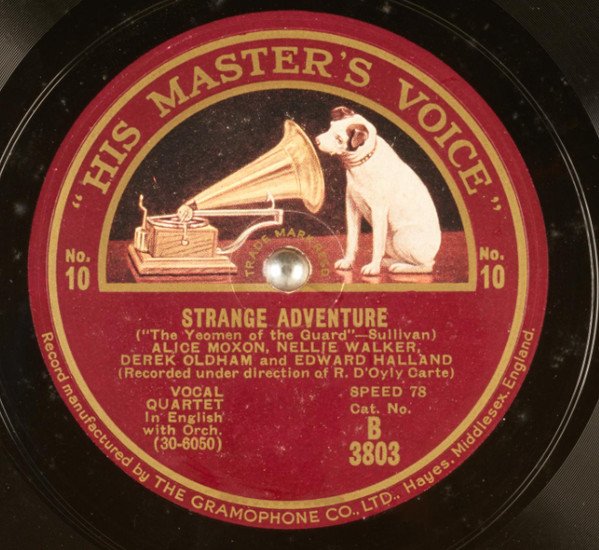 "HIS MASTER'S VOICE"
TRADE MARK REG.
No.
10
No.
10
STRANGE ADVENTURE
("The Yeomen of the Guard"—Sullivan)
ALICE MOXON, NELLIE WALKER,
DEREK OLDHAM and EDWARD HALLAND
(Recorded under direction of R. D'Oyly Carte)
VOCAL
QUARTET
In English
with Orch.
(30-6050)
SPEED 78
Cat. No.
B
3803
Record manufactured by THE GRAMOPHONE CO., LTD., Hayes, Middlesex, England.